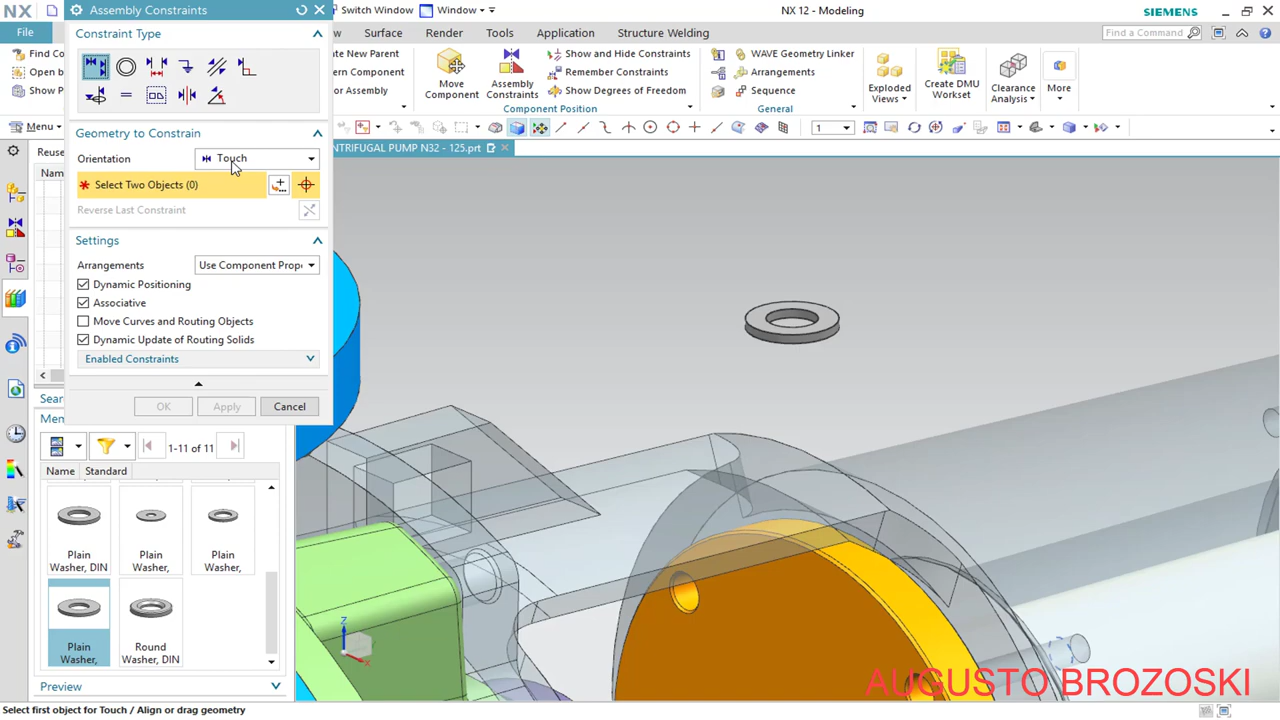 NX
Assembly Constraints
Switch Window
Window
NX 12 - Modeling
SIEMENS
File
Surface
Render
Tools
Application
Structure Welding
Find a Command
Constraint Type
Find Co
Open b
Show P
ate New Parent
tern Component
or Assembly
Move
Component
Assembly
Constraints
Show and Hide Constraints
Remember Constraints
Show Degrees of Freedom
Component Position
WAVE Geometry Linker
Arrangements
Sequence
General
Exploded
Views
Create DMU
Workset
Clearance
Analysis
More
Menu
1
Geometry to Constrain
Reuse
NTRIFUGAL PUMP N32 - 125.prt
Orientation
Touch
Nam
Select Two Objects (0)
Reverse Last Constraint
Settings
Arrangements
Use Component Prop
Dynamic Positioning
Associative
Move Curves and Routing Objects
Dynamic Update of Routing Solids
Enabled Constraints
Sear
OK
Apply
Cancel
Mem
1-11 of 11
Name
Standard
Plain
Washer, DIN
Plain
Washer,
Plain
Washer,
Plain
Washer,
Round
Washer, DIN
Z
X
Preview
AUGUSTO BROZOSKI
Select first object for Touch / Align or drag geometry